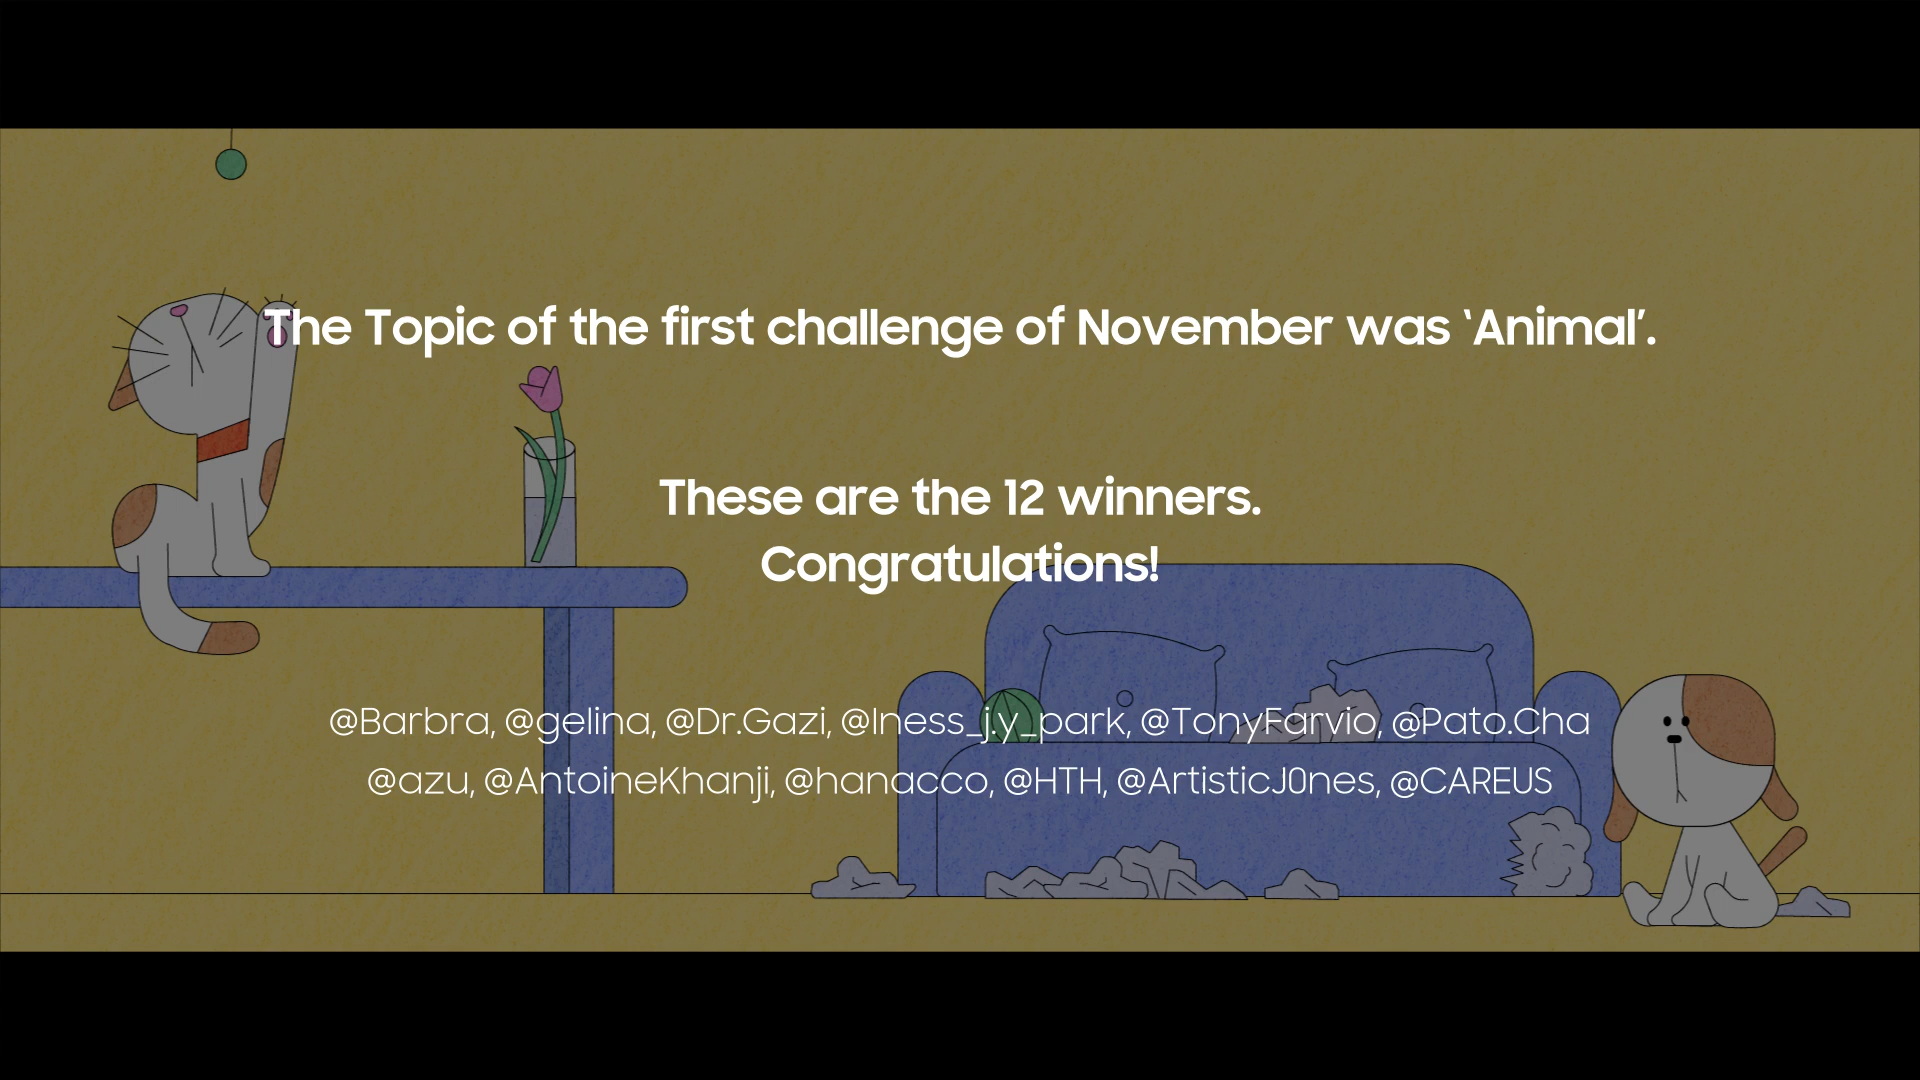 The Topic of the first challenge of November was ‘Animal’.
These are the 12 winners.
Congratulations!
@Barbra, @gelina, @Dr.Gazi, @Iness_j.y_park, @TonyFarvio, @Pato.Cha
@azu, @AntoineKhanji, @hanacco, @HTH, @ArtisticJ0nes, @CAREUS